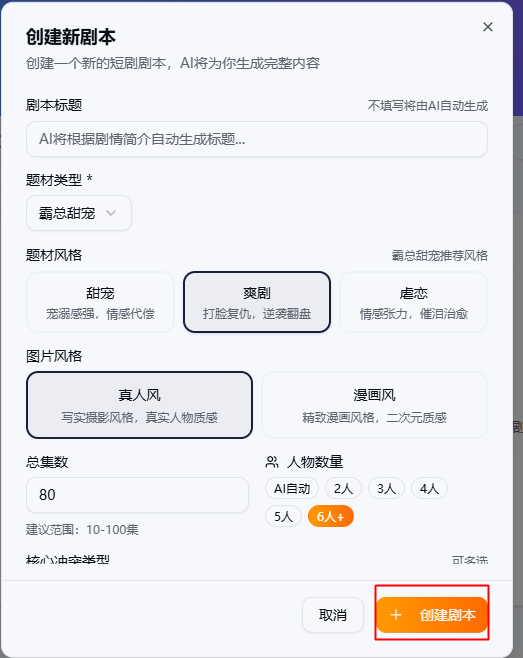 创建新剧本
创建一个新的短剧剧本，AI将为你生成完整内容
剧本标题 不填写将由AI自动生成
AI将根据剧情简介自动生成标题...
题材类型 *
霸总甜宠
题材风格 霸总甜宠推荐风格
甜宠 爽剧 虐恋
宠溺感强，情感代偿 打脸复仇，逆袭翻盘 情感张力，催泪治愈
图片风格
真人风 漫画风
写实摄影风格，真实人物质感 精致漫画风格，二次元质感
总集数 人物数量
80 AI自动 2人 3人 4人
5人 6人+
建议范围：10-100集
核心冲突类型 可多选
取消 + 创建剧本